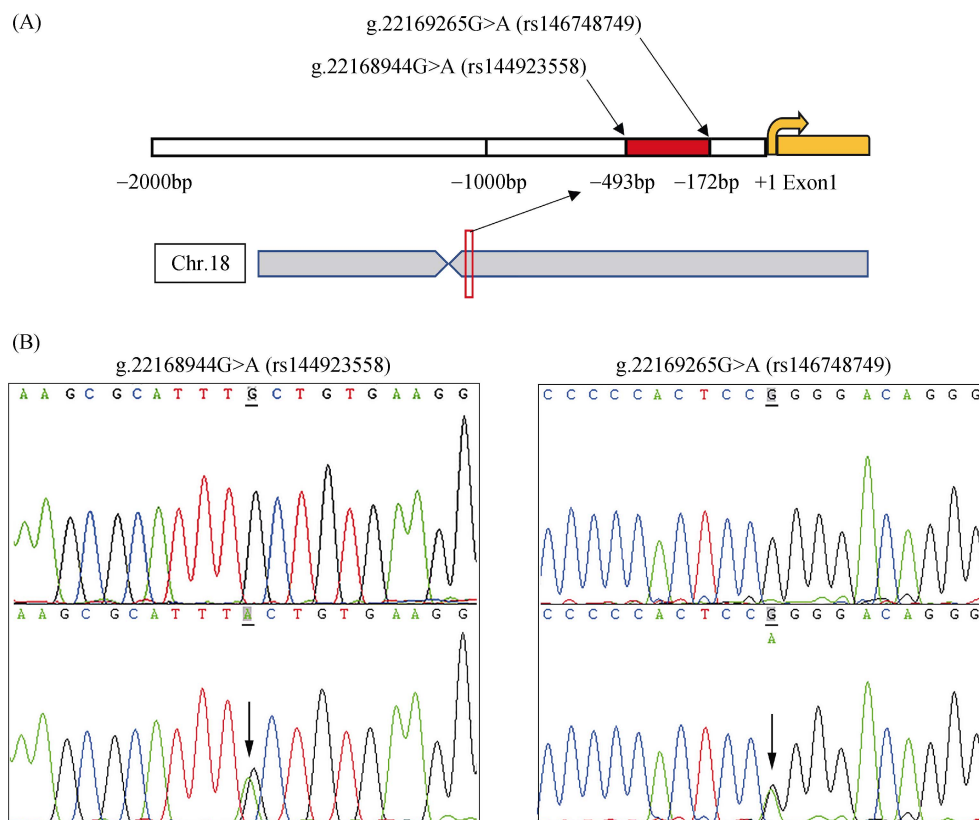 (A)
g.22169265G>A (rs146748749)
g.22168944G>A (rs144923558)
−2000bp −1000bp −493bp −172bp +1 Exon1
Chr.18
(B)
g.22168944G>A (rs144923558) g.22169265G>A (rs146748749)
A A G C G C A T T T G C T G T G A A G G C C C C C A C T C C G G G G A C A G G G
A A G C G C A T T T A C T G T G A A G G C C C C C A C T C C G G G G A C A G G G
A